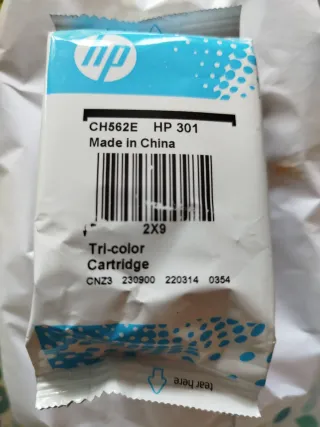 hp
CH562E HP 301
Made in China
2X9
Tri-color
Cartridge
CNZ3 230900 220314 0354
tear here